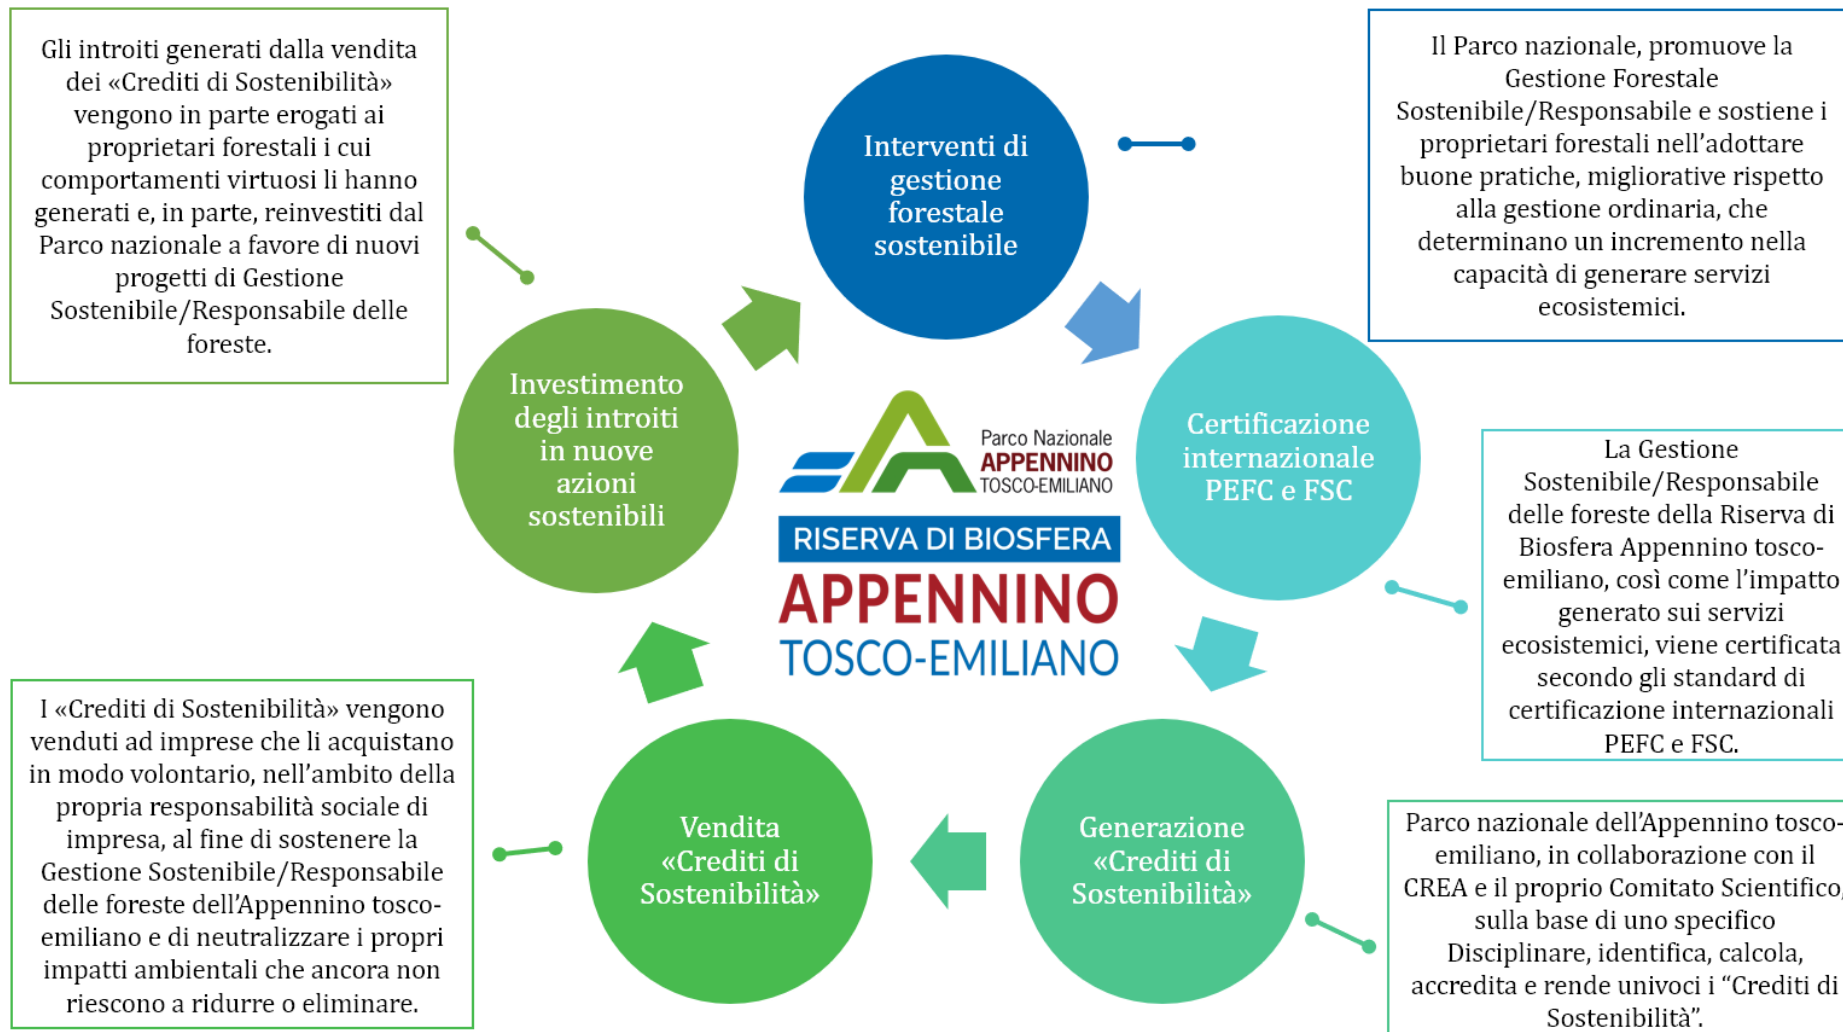 Gli introiti generati dalla vendita
dei «Crediti di Sostenibilità»
vengono in parte erogati ai
proprietari forestali i cui
comportamenti virtuosi li hanno
generati e, in parte, reinvestiti dal
Parco nazionale a favore di nuovi
progetti di Gestione
Sostenibile/Responsabile delle
foreste.
Interventi di
gestione
forestale
sostenibile
Il Parco nazionale, promuove la
Gestione Forestale
Sostenibile/Responsabile e sostiene i
proprietari forestali nell'adottare
buone pratiche, migliorative rispetto
alla gestione ordinaria, che
determinano un incremento nella
capacità di generare servizi
ecosistemici.
Investimento
degli introiti
in nuove
azioni
sostenibili
Parco Nazionale
APPENNINO
TOSCO-EMILIANO
RISERVA DI BIOSFERA
APPENNINO
TOSCO-EMILIANO
Certificazione
internazionale
PEFC e FSC
La Gestione
Sostenibile/Responsabile
delle foreste della Riserva di
Biosfera Appennino tosco-
emiliano, così come l'impatto
generato sui servizi
ecosistemici, viene certificata
secondo gli standard di
certificazione internazionali
PEFC e FSC.
I «Crediti di Sostenibilità» vengono
venduti ad imprese che li acquistano
in modo volontario, nell'ambito della
propria responsabilità sociale di
impresa, al fine di sostenere la
Gestione Sostenibile/Responsabile
delle foreste dell'Appennino tosco-
emiliano e di neutralizzare i propri
impatti ambientali che ancora non
riescono a ridurre o eliminare.
Vendita
«Crediti di
Sostenibilità»
Generazione
«Crediti di
Sostenibilità»
Parco nazionale dell'Appennino tosco-
emiliano, in collaborazione con il
CREA e il proprio Comitato Scientifico,
sulla base di uno specifico
Disciplinare, identifica, calcola,
accredita e rende univoci i "Crediti di
Sostenibilità".